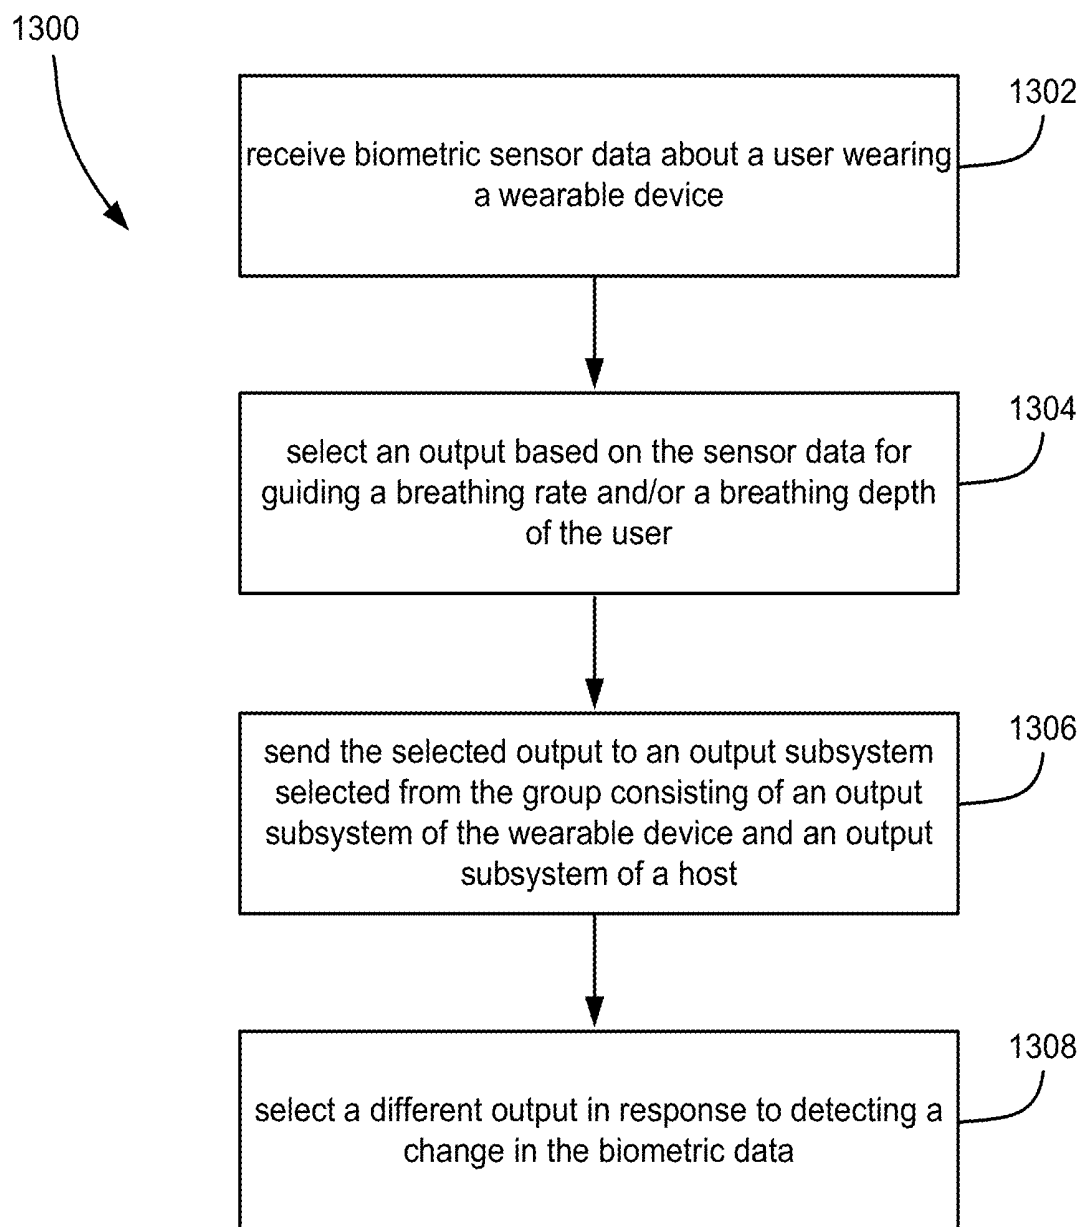 1300
1302
receive biometric sensor data about a user wearing
a wearable device
1304
select an output based on the sensor data for
guiding a breathing rate and/or a breathing depth
of the user
1306
send the selected output to an output subsystem
selected from the group consisting of an output
subsystem of the wearable device and an output
subsystem of a host
1308
select a different output in response to detecting a
change in the biometric data